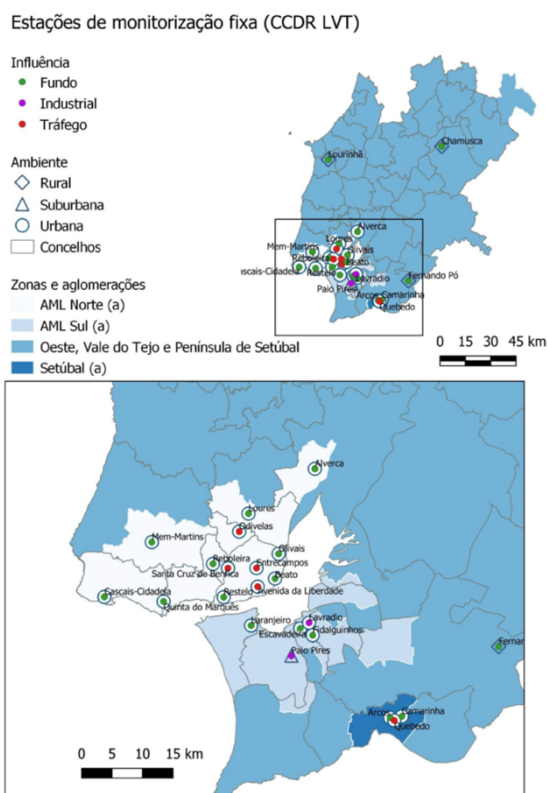 Estações de monitorização fixa (CCDR LVT)
Influência
Fundo
Industrial
Tráfego
Ambiente
Rural
Suburbana
Urbana
Concelhos
Zonas e aglomerações
AML Norte (a)
AML Sul (a)
Oeste, Vale do Tejo e Península de Setúbal
Setúbal (a)
Chamusca
Lourinhã
Alverca
Loures
Mem-Martins
Olivais
Reboleira
Beato
ascais-Cidadela
Restelo
Lavradio
Fernando Pó
Paio Pires
Arcos
Camarinha
Quebedo
0 15 30 45 km
Alverca
Loures
Odivelas
Mem-Martins
Olivais
Reboleira
Entrecampos
Santa Cruz de Benfica
Beato
Cascais-Cidadela
Restelo
Avenida da Liberdade
Quinta do Marquês
Laranjeiro
Lavradio
Escavadeira
Fidalguinhos
Fernar
Paio Pires
Arcos
Camarinha
Quebedo
0 5 10 15 km